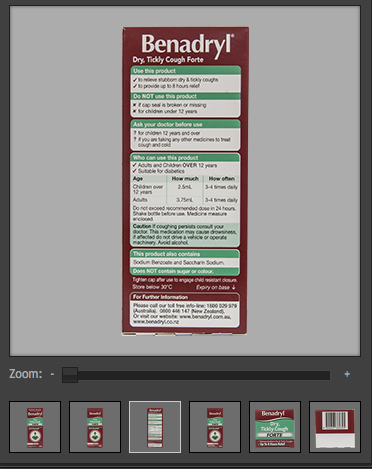 Benadryl®
Dry, Tickly Cough Forte
Use this product
✓ to relieve stubborn dry & tickly coughs
✓ to provide up to 8 hours relief
Do NOT use this product
✗ if cap seal is broken or missing
✗ for children under 12 years
Ask your doctor before use
? for children 12 years and over
? if you are taking any other medicines to treat
cough and cold
Who can use this product
✓ Adults and Children OVER 12 years
✓ Suitable for diabetics
Age How much How often
Children over 2.5mL 3-4 times daily
12 years
Adults 3.75mL 3-4 times daily
Do not exceed recommended dose in 24 hours.
Shake bottle before use. Medicine measure
enclosed.
Caution If coughing persists consult your
doctor. This medication may cause drowsiness,
if affected do not drive a vehicle or operate
machinery. Avoid alcohol.
This product also contains
Sodium Benzoate and Saccharin Sodium.
Does NOT contain sugar or colour.
Tighten cap after use to engage child resistant closure.
Store below 30°C Expiry on base ↓
For Further Information
Please call our toll free info-line: 1800 029 979
(Australia), 0800 446 147 (New Zealand).
Or visit our website: www.benadryl.com.au,
www.benadryl.co.nz
Zoom: - +
Benadryl
Dry,
Tickly Cough
FORTE